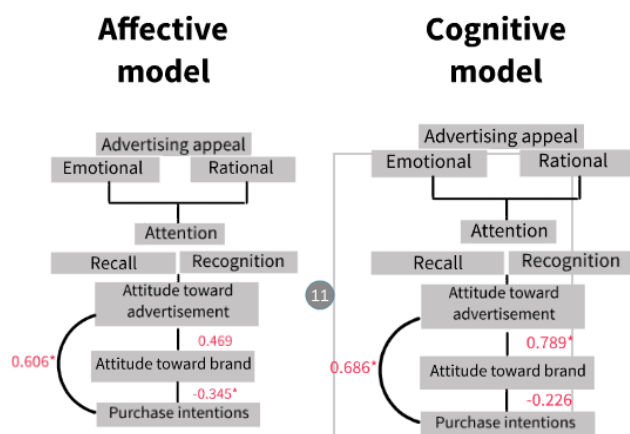 Affective
model
Advertising appeal
Emotional
Rational
Attention
Recall
Recognition
Attitude toward
advertisement
0.469
0.606*
Attitude toward brand
-0.345*
Purchase intentions
11
Cognitive
model
Advertising appeal
Emotional
Rational
Attention
Recall
Recognition
Attitude toward
advertisement
0.789*
0.686*
Attitude toward brand
-0.226
Purchase intentions